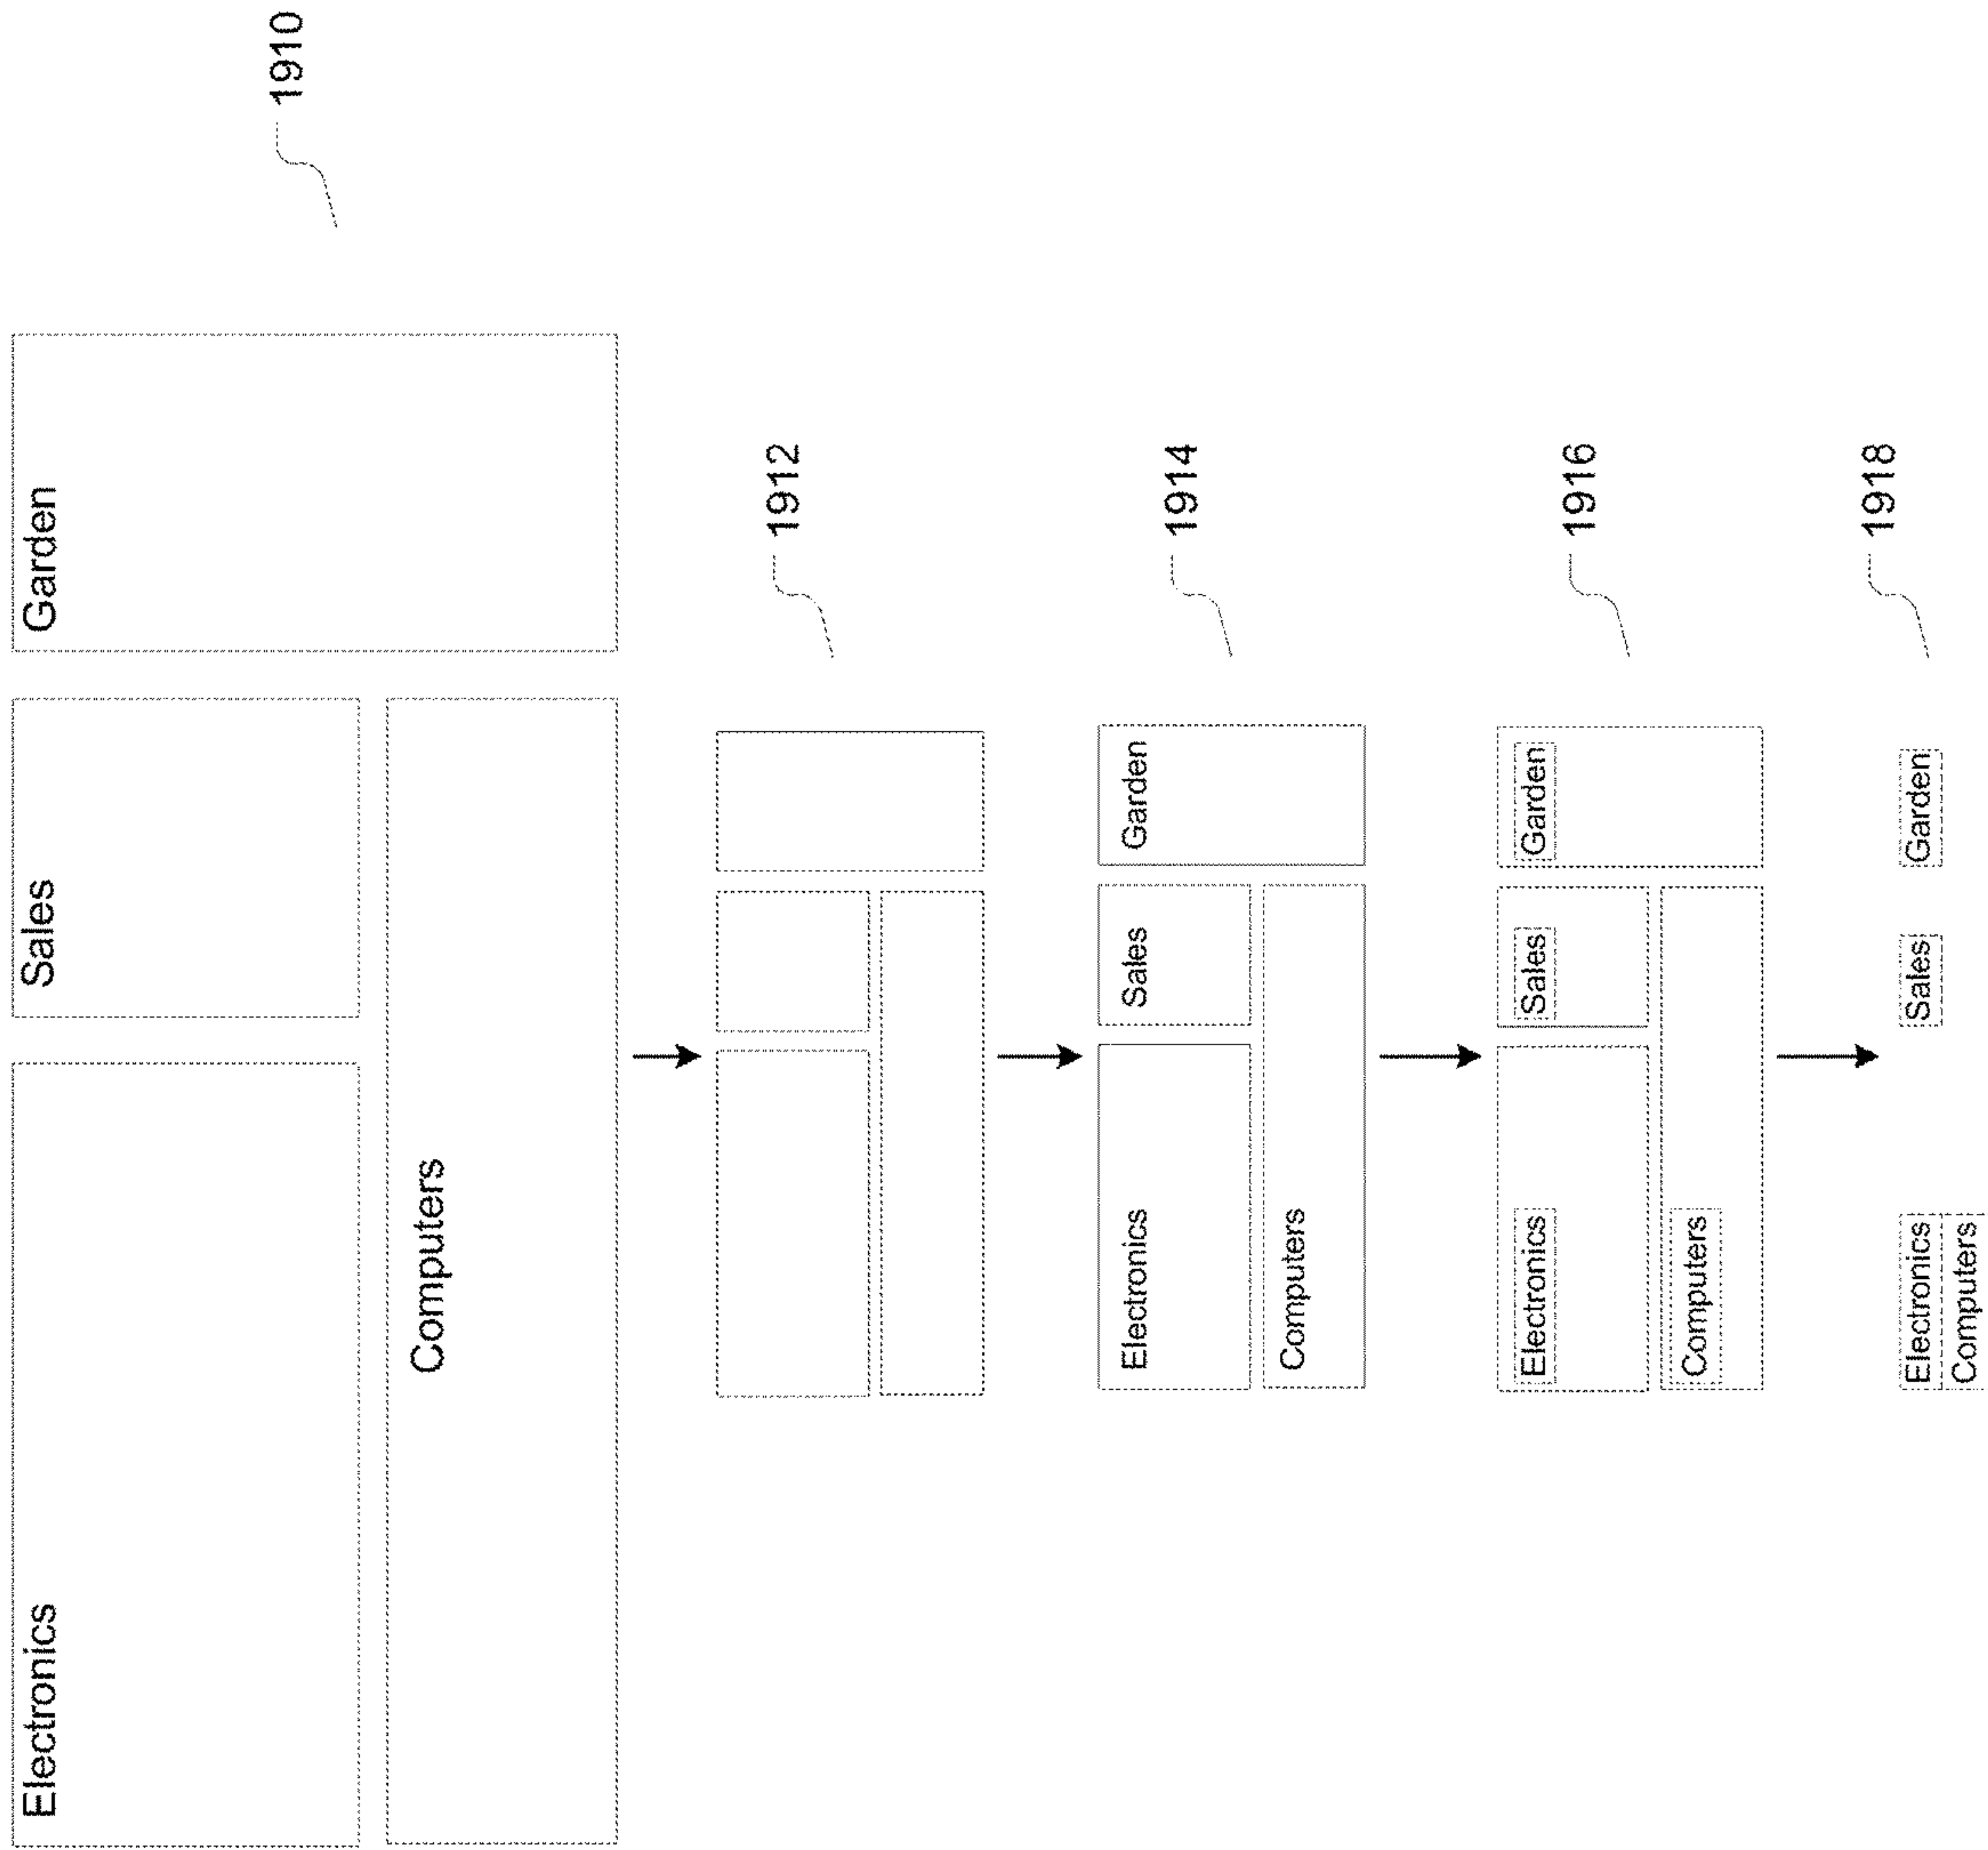 1910
Electronics Sales Garden
Computers
1912
1914
Electronics Sales Garden
Computers
1916
Electronics Sales Garden
Computers
1918
Electronics Sales Garden
Computers